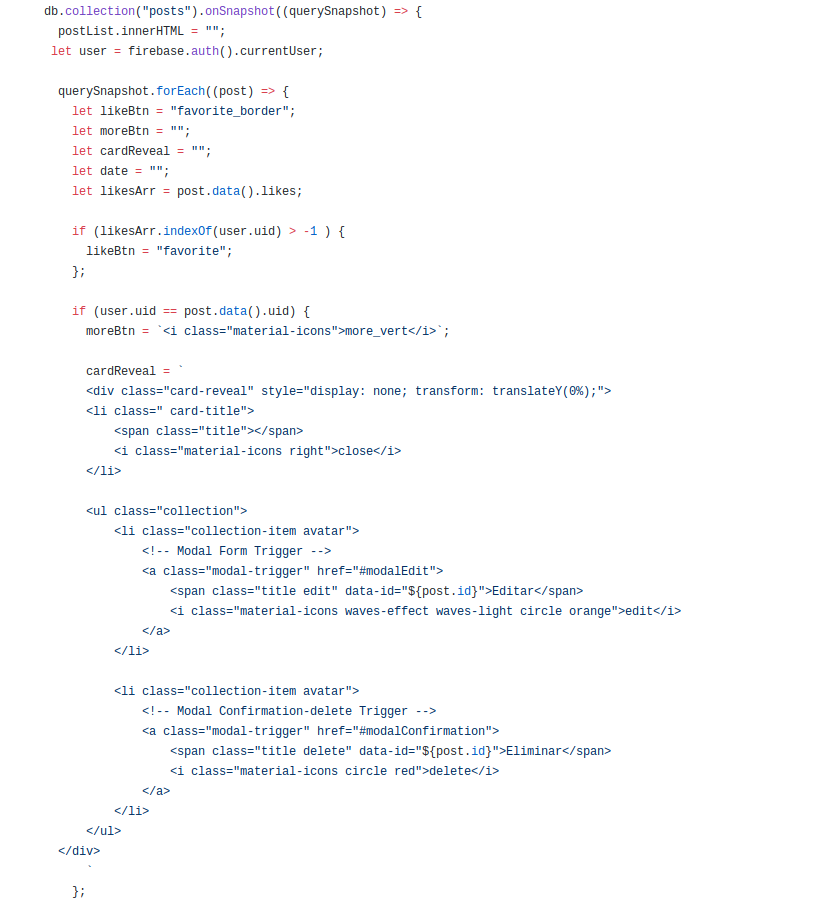 db.collection("posts").onSnapshot((querySnapshot) => {
postList.innerHTML = "";
let user = firebase.auth().currentUser;
querySnapshot.forEach((post) => {
let likeBtn = "favorite_border";
let moreBtn = "";
let cardReveal = "";
let date = "";
let likesArr = post.data().likes;
if (likesArr.indexOf(user.uid) > -1 ) {
likeBtn = "favorite";
};
if (user.uid == post.data().uid) {
moreBtn = `<i class="material-icons">more_vert</i>`;
cardReveal = `
<div class="card-reveal" style="display: none; transform: translateY(0%);">
<li class=" card-title">
<span class="title"></span>
<i class="material-icons right">close</i>
</li>
<ul class="collection">
<li class="collection-item avatar">
<!-- Modal Form Trigger -->
<a class="modal-trigger" href="#modalEdit">
<span class="title edit" data-id="${post.id}">Editar</span>
<i class="material-icons waves-effect waves-light circle orange">edit</i>
</a>
</li>
<li class="collection-item avatar">
<!-- Modal Confirmation-delete Trigger -->
<a class="modal-trigger" href="#modalConfirmation">
<span class="title delete" data-id="${post.id}">Eliminar</span>
<i class="material-icons circle red">delete</i>
</a>
</li>
</ul>
</div>
`
};